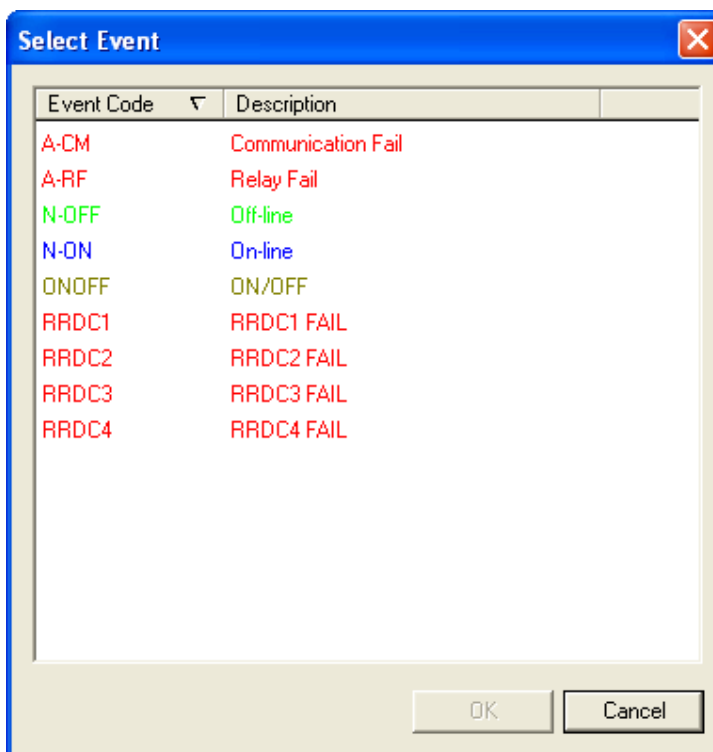 Select Event
Event Code Description
A-CM Communication Fail
A-RF Relay Fail
N-OFF Off-line
N-ON On-line
ONOFF ON/OFF
RRDC1 RRDC1 FAIL
RRDC2 RRDC2 FAIL
RRDC3 RRDC3 FAIL
RRDC4 RRDC4 FAIL
OK Cancel